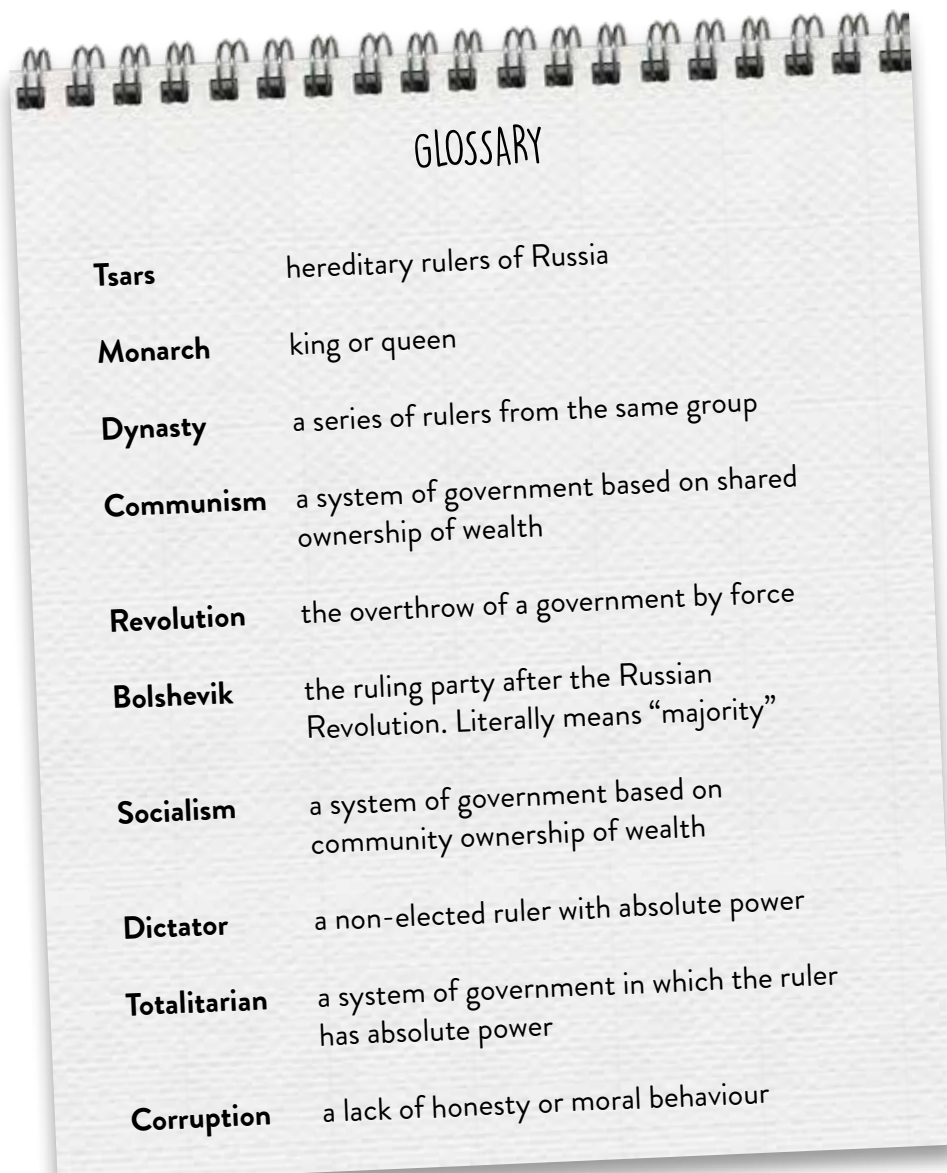 GLOSSARY
Tsars hereditary rulers of Russia
Monarch king or queen
Dynasty a series of rulers from the same group
Communism a system of government based on shared
ownership of wealth
Revolution the overthrow of a government by force
Bolshevik the ruling party after the Russian
Revolution. Literally means “majority”
Socialism a system of government based on
community ownership of wealth
Dictator a non-elected ruler with absolute power
Totalitarian a system of government in which the ruler
has absolute power
Corruption a lack of honesty or moral behaviour